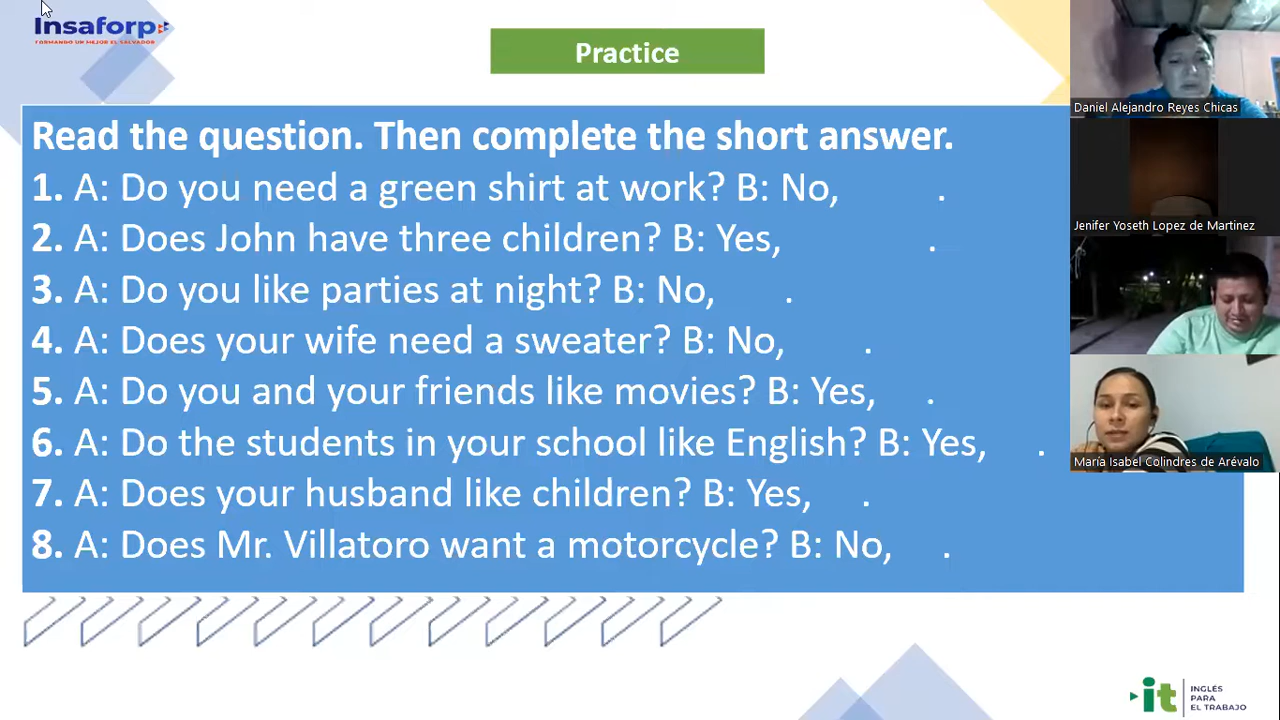 Insaforp
FORMANDO UN MEJOR EL SALVADOR
Practice
Read the question. Then complete the short answer.
1. A: Do you need a green shirt at work? B: No, .
2. A: Does John have three children? B: Yes, .
3. A: Do you like parties at night? B: No, .
4. A: Does your wife need a sweater? B: No, .
5. A: Do you and your friends like movies? B: Yes, .
6. A: Do the students in your school like English? B: Yes, .
7. A: Does your husband like children? B: Yes, .
8. A: Does Mr. Villatoro want a motorcycle? B: No, .
Daniel Alejandro Reyes Chicas
Jenifer Yoseth Lopez de Martinez
María Isabel Colindres de Arévalo
it
INGLÉS
PARA
EL TRABAJO